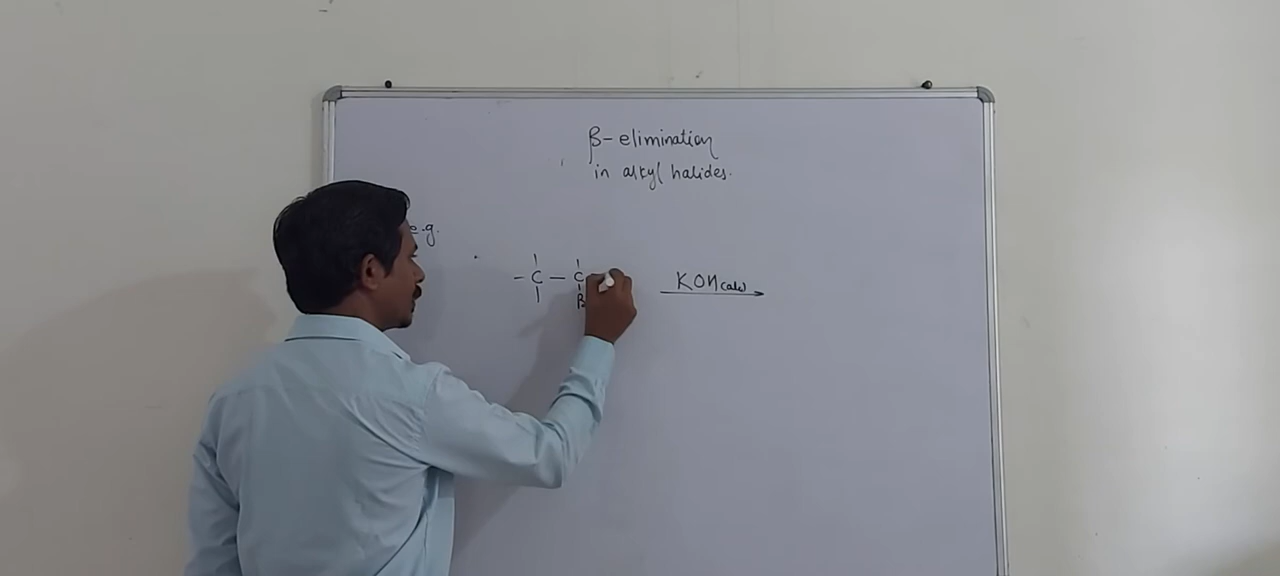 β-elimination
in alkyl halides.
e.g.
-C-C
B
KOH(alc)